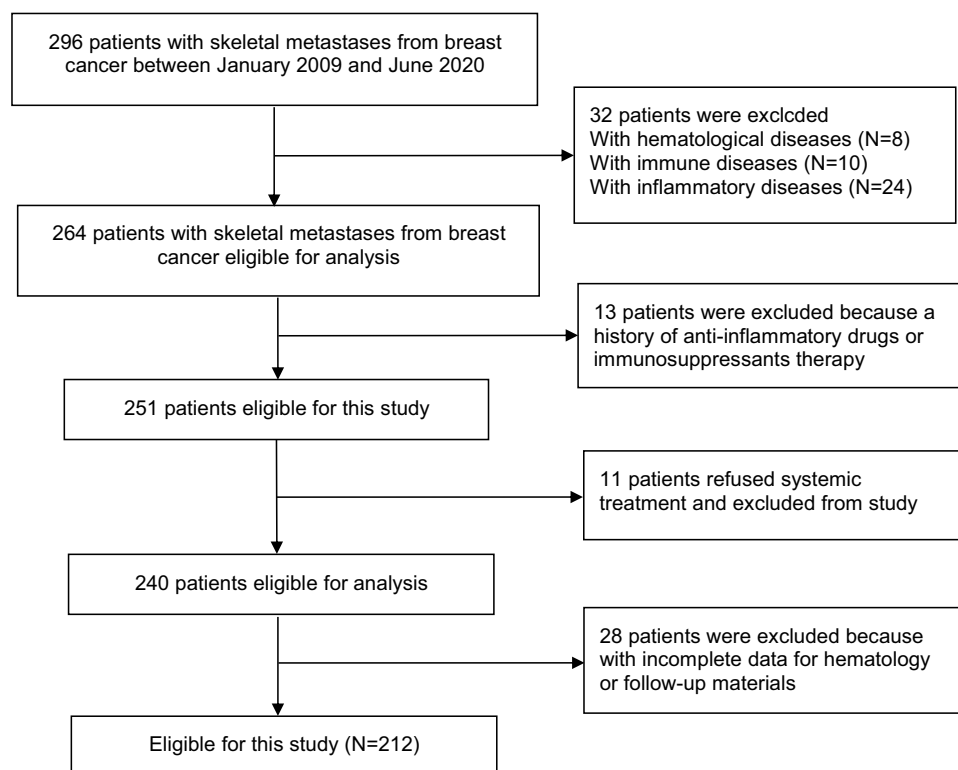 296 patients with skeletal metastases from breast
cancer between January 2009 and June 2020
32 patients were exclcded
With hematological diseases (N=8)
With immune diseases (N=10)
With inflammatory diseases (N=24)
264 patients with skeletal metastases from breast
cancer eligible for analysis
13 patients were excluded because a
history of anti-inflammatory drugs or
immunosuppressants therapy
251 patients eligible for this study
11 patients refused systemic
treatment and excluded from study
240 patients eligible for analysis
28 patients were excluded because
with incomplete data for hematology
or follow-up materials
Eligible for this study (N=212)